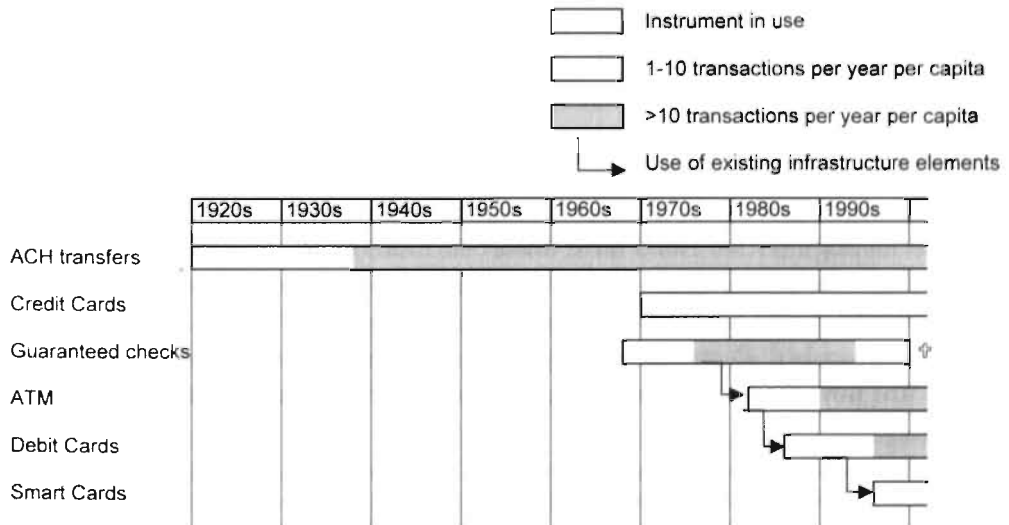 Instrument in use
1-10 transactions per year per capita
>10 transactions per year per capita
Use of existing infrastructure elements
1920s 1930s 1940s 1950s 1960s 1970s 1980s 1990s
ACH transfers
Credit Cards
Guaranteed checks
ATM
Debit Cards
Smart Cards